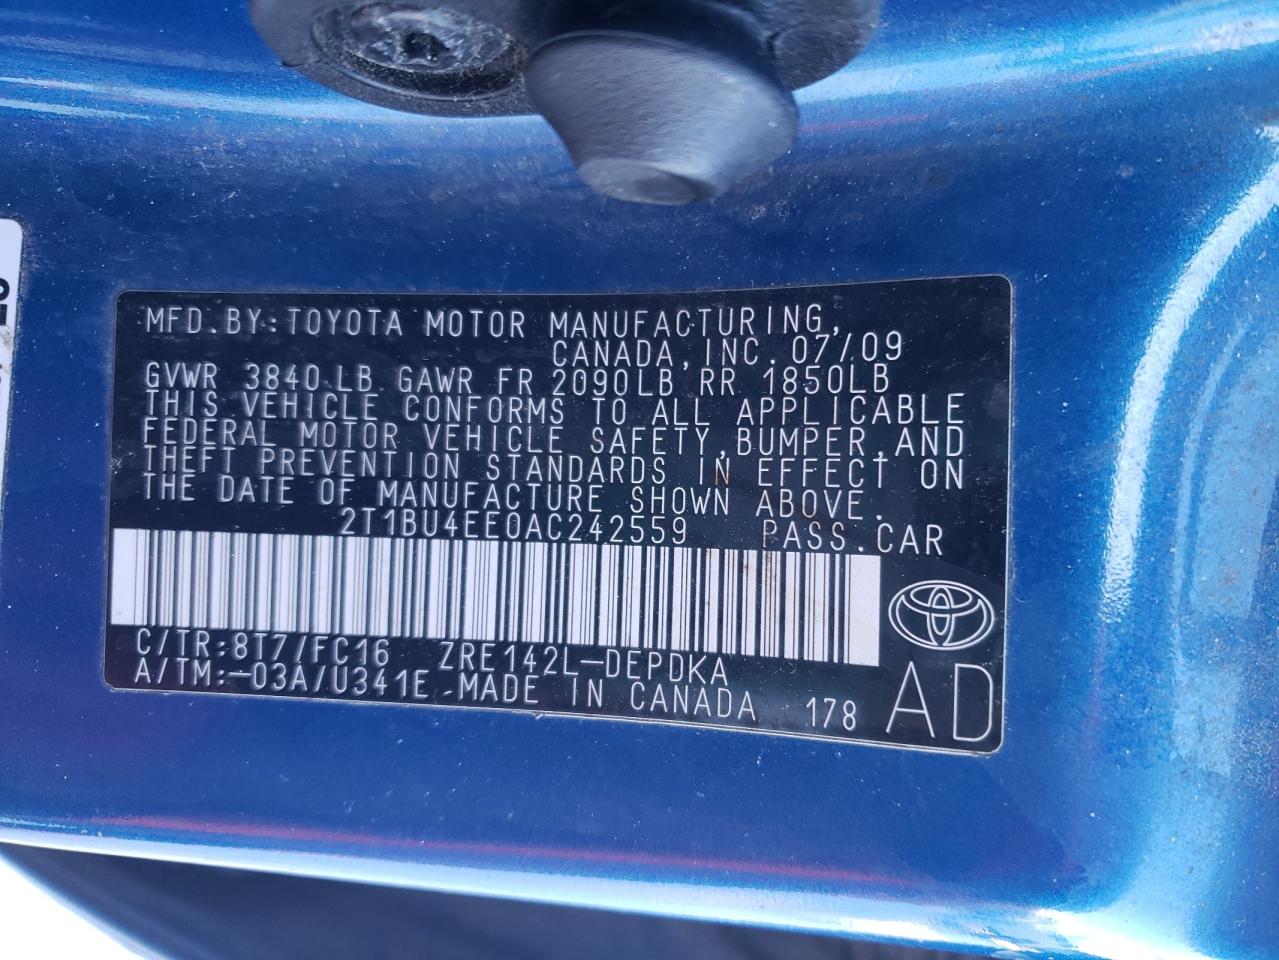 MFD.BY:TOYOTA MOTOR MANUFACTURING,
CANADA,INC. 07/09
GVWR 3840LB GAWR FR 2090LB RR 1850LB
THIS VEHICLE CONFORMS TO ALL APPLICABLE
FEDERAL MOTOR VEHICLE SAFETY,BUMPER,AND
THEFT PREVENTION STANDARDS IN EFFECT ON
THE DATE OF MANUFACTURE SHOWN ABOVE.
2T1BU4EE0AC242559 PASS.CAR
C/TR:8T7/FC16 ZRE142L-DEPDKA
A/TM:-03A/U341E MADE IN CANADA 178 AD